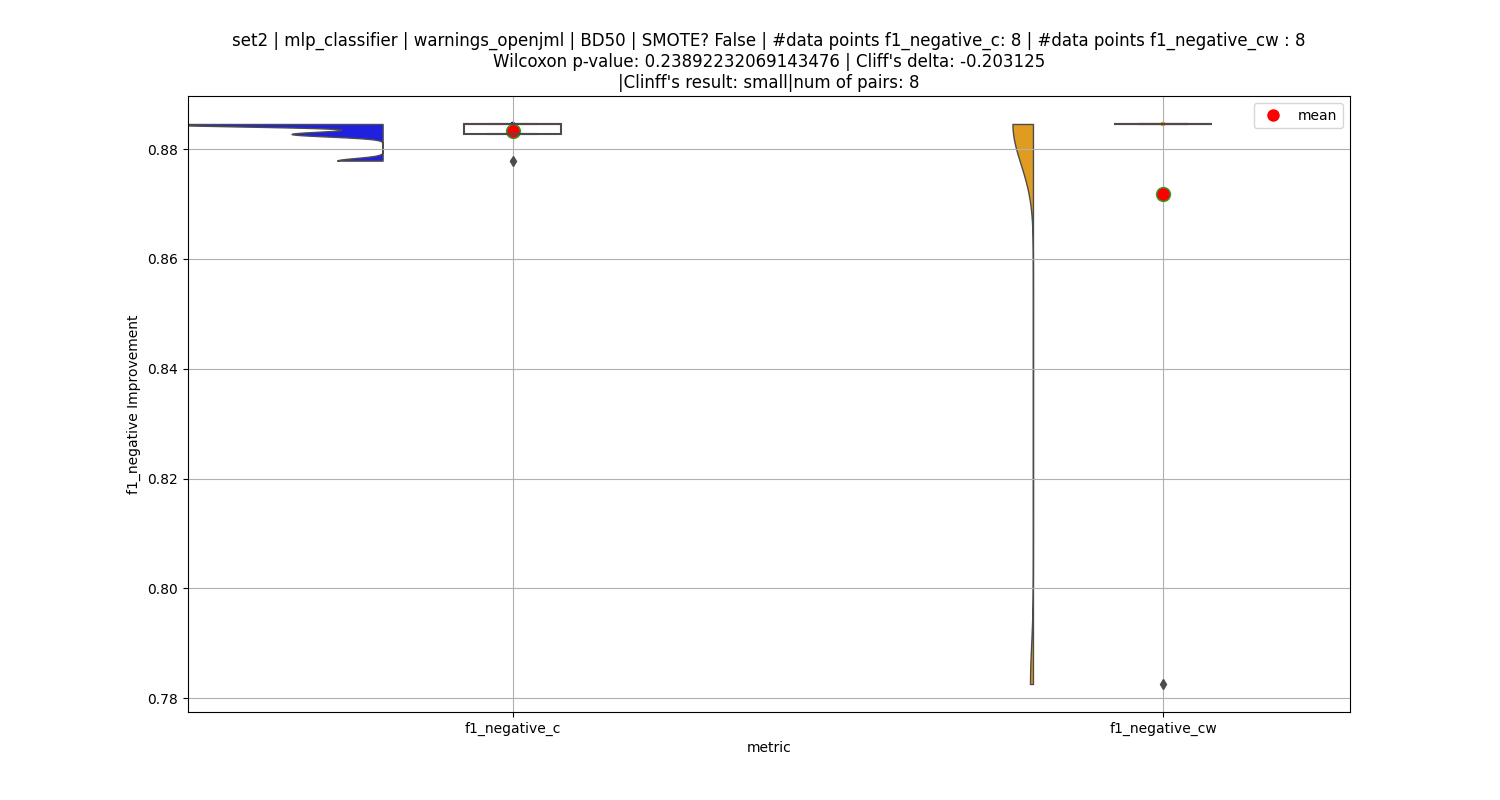 set2 | mlp_classifier | warnings_openjml | BD50 | SMOTE? False | #data points f1_negative_c: 8 | #data points f1_negative_cw : 8
Wilcoxon p-value: 0.23892232069143476 | Cliff's delta: -0.203125
|Clinff's result: small|num of pairs: 8
mean
0.88
0.86
0.84
0.82
0.80
0.78
f1_negative Improvement
f1_negative_c
f1_negative_cw
metric